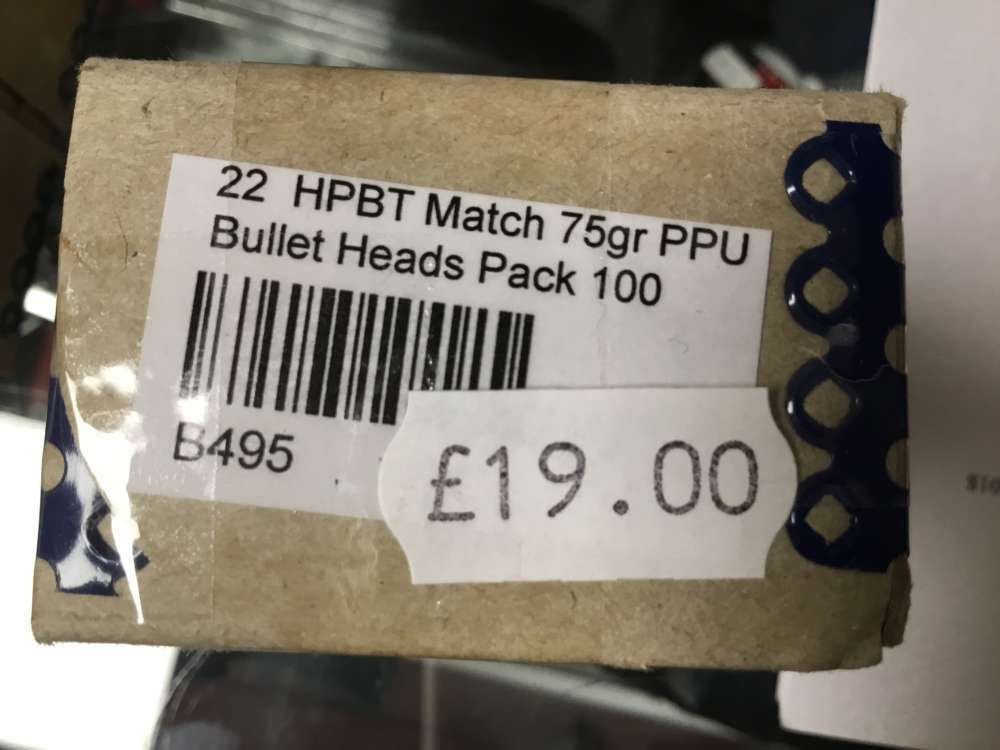 22 HPBT Match 75gr PPU
Bullet Heads Pack 100
B495
£19.00